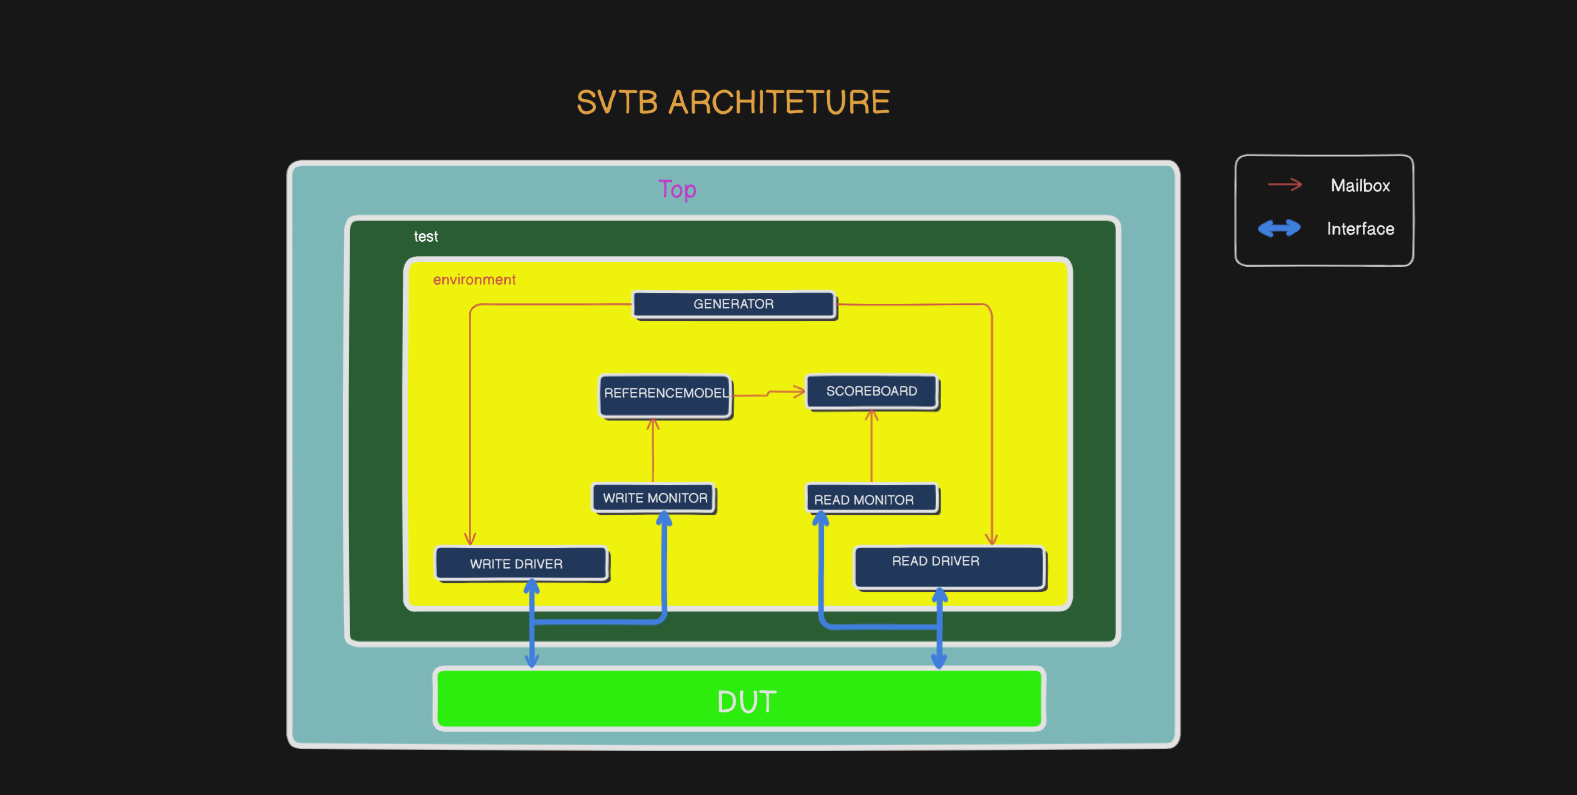 SVTB ARCHITETURE
Top
Mailbox
Interface
test
environment
GENERATOR
REFERENCEMODEL
SCOREBOARD
WRITE MONITOR
READ MONITOR
WRITE DRIVER
READ DRIVER
DUT